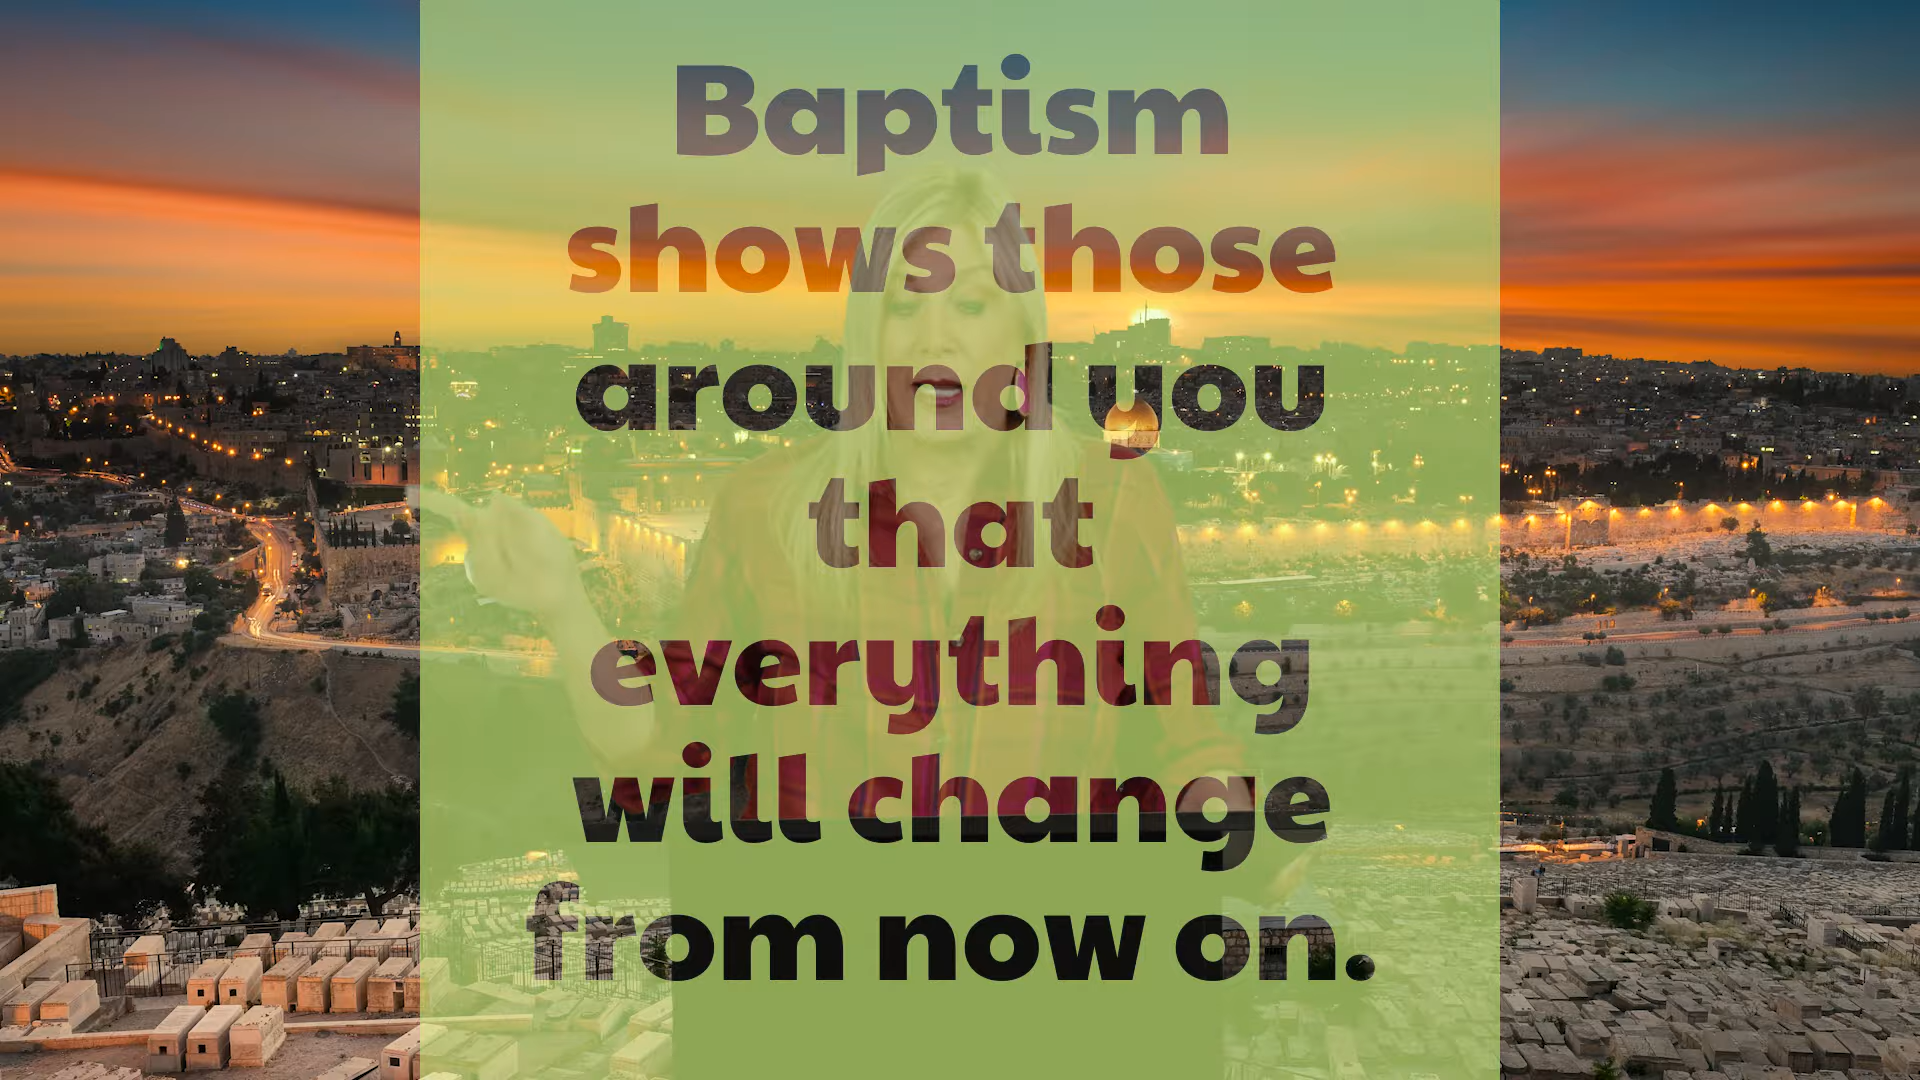 Baptism
shows those
around you
that
everything
will change
from now on.